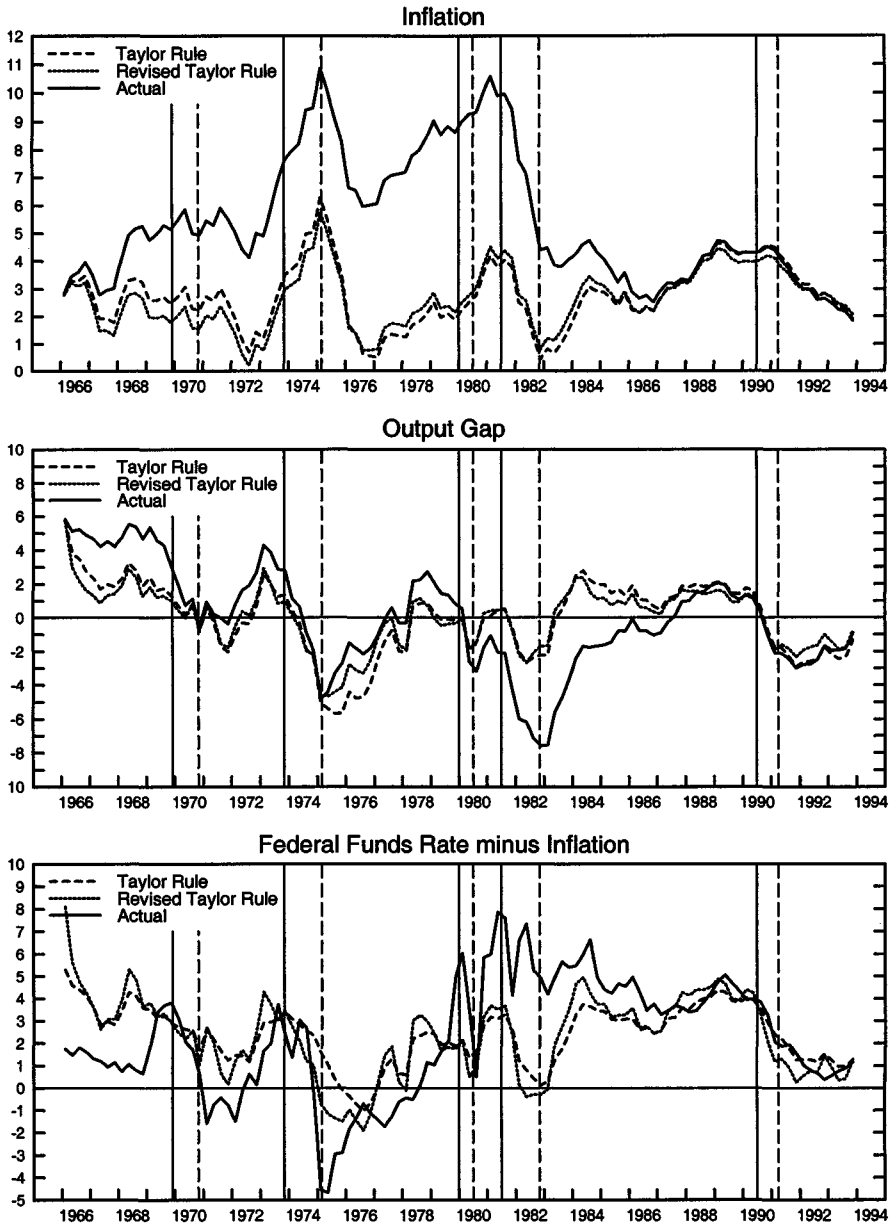 Inflation
12
11
10
9
8
7
6
5
4
3
2
1
0
Taylor Rule
Revised Taylor Rule
Actual
1966 1968 1970 1972 1974 1976 1978 1980 1982 1984 1986 1988 1990 1992 1994
Output Gap
10
8
6
4
2
0
-2
-4
-6
-8
10
Taylor Rule
Revised Taylor Rule
Actual
1966 1968 1970 1972 1974 1976 1978 1980 1982 1984 1986 1988 1990 1992 1994
Federal Funds Rate minus Inflation
10
9
8
7
6
5
4
3
2
1
0
-1
-2
-3
-4
-5
Taylor Rule
Revised Taylor Rule
Actual
1966 1968 1970 1972 1974 1976 1978 1980 1982 1984 1986 1988 1990 1992 1994